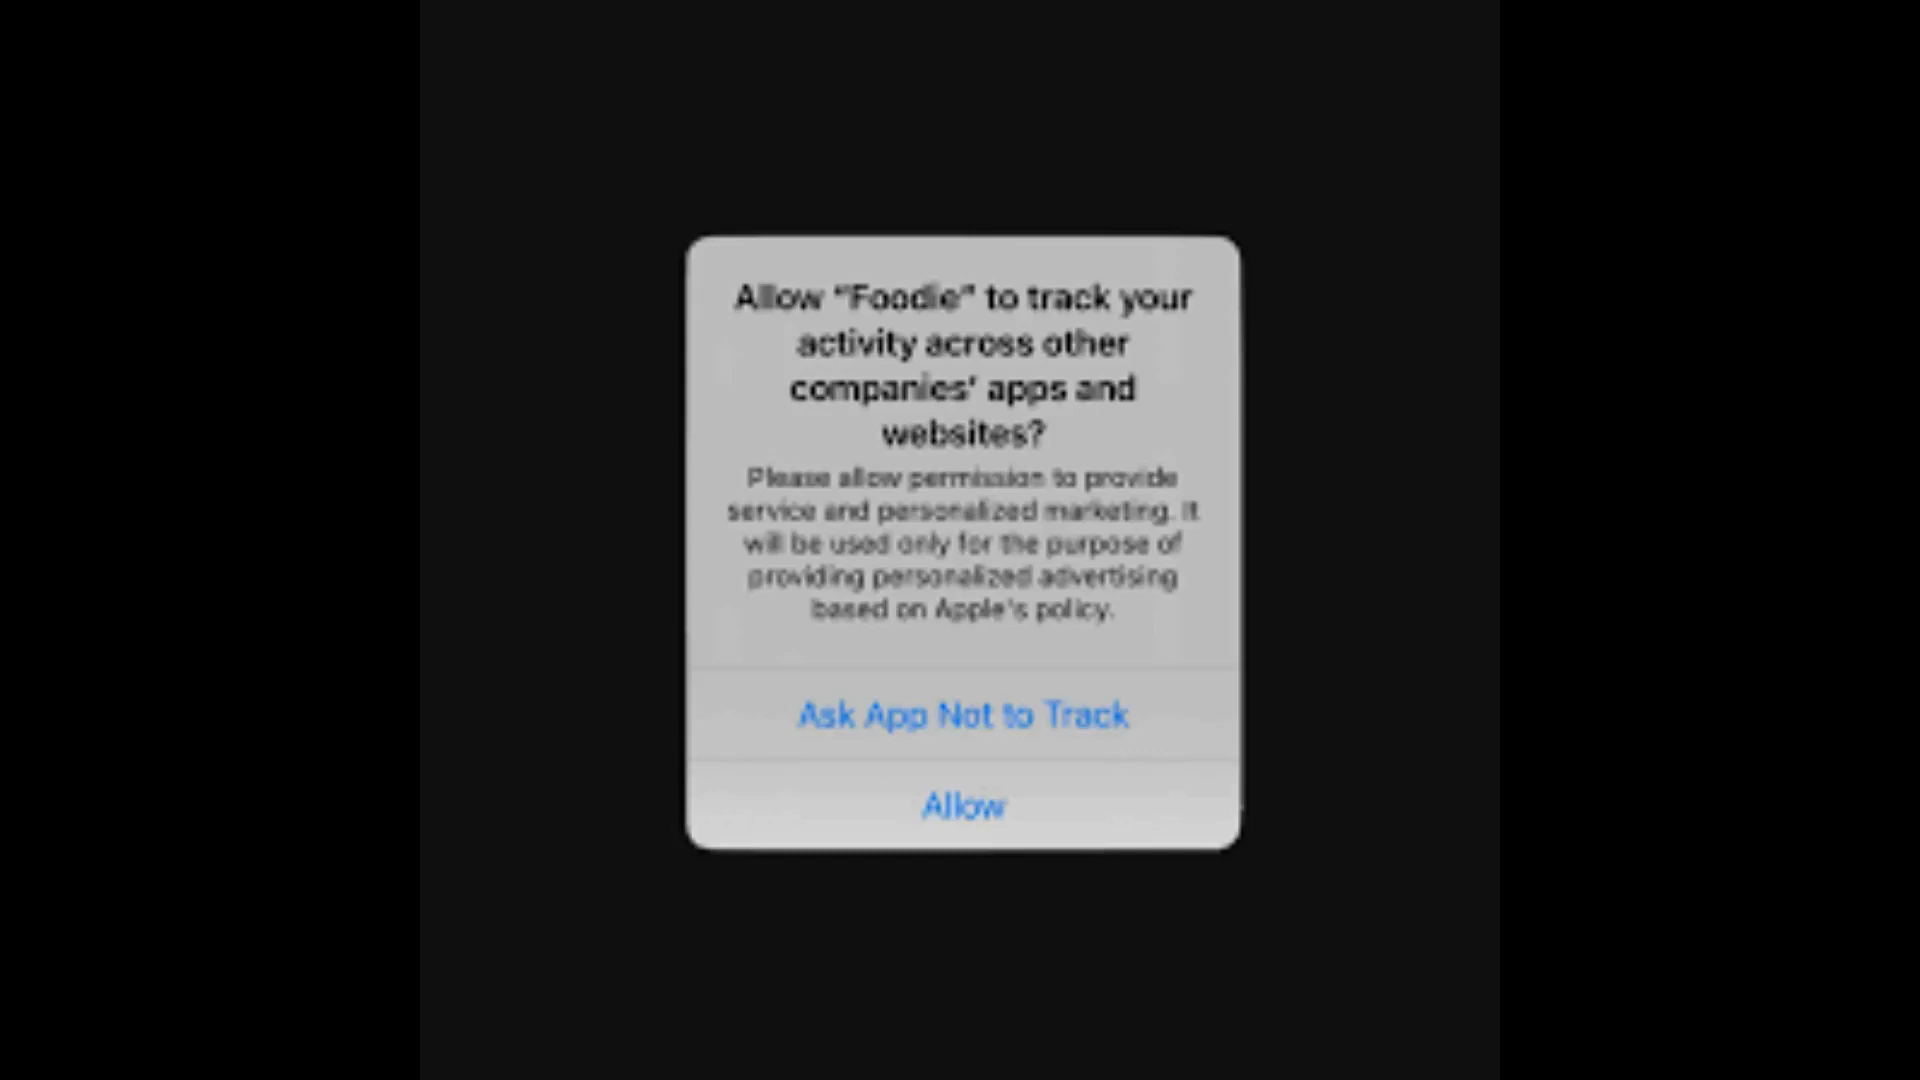 Allow “Foodie” to track your
activity across other
companies’ apps and
websites?
Please allow permission to provide
service and personalized marketing. It
will be used only for the purpose of
providing personalized advertising
based on Apple's policy.
Ask App Not to Track
Allow